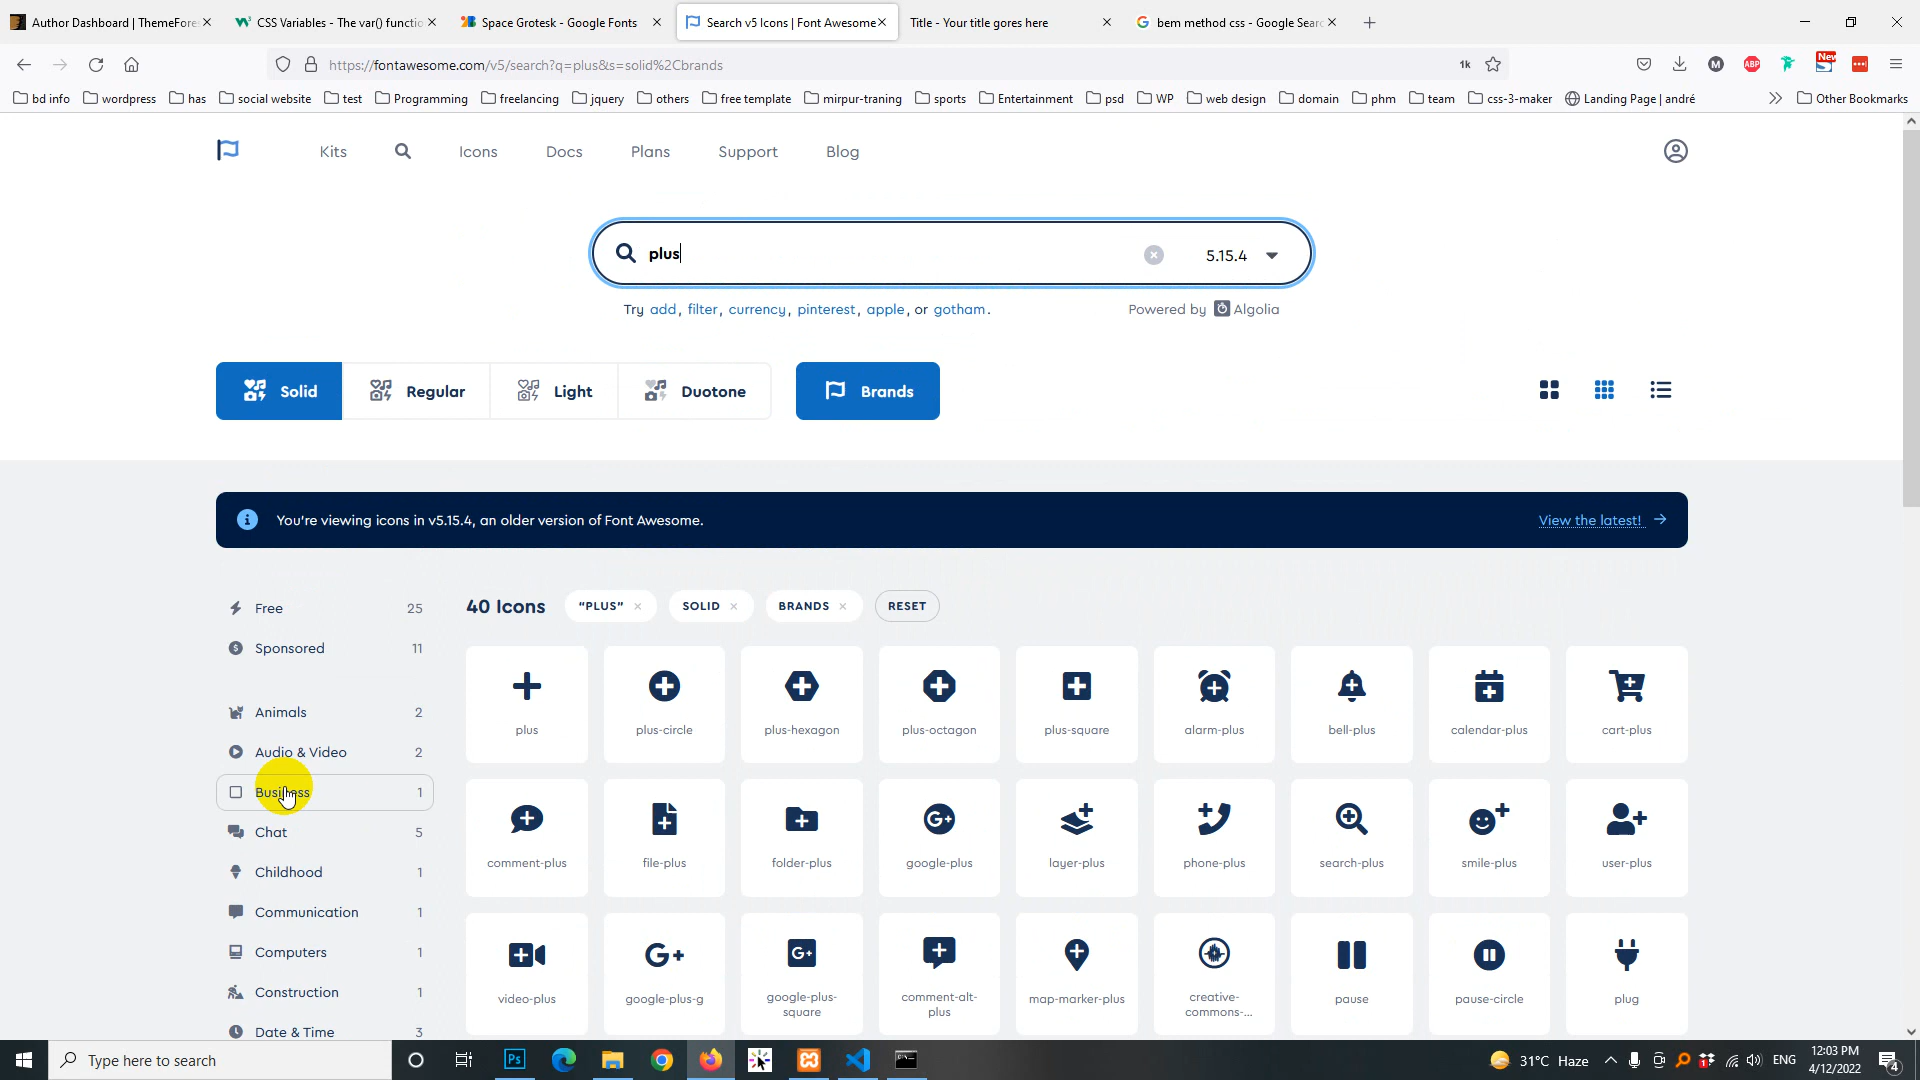 Author Dashboard | ThemeFores
CSS Variables - The var() functio
Space Grotesk - Google Fonts
Search v5 Icons | Font Awesome
Title - Your title gores here
bem method css - Google Searc
https://fontawesome.com/v5/search?q=plus&s=solid%2Cbrands
1k
New
M
ABP
bd info
wordpress
has
social website
test
Programming
freelancing
jquery
others
free template
mirpur-traning
sports
Entertainment
psd
WP
web design
domain
phm
team
css-3-maker
Landing Page | andré
Other Bookmarks
Kits
Icons
Docs
Plans
Support
Blog
plus
5.15.4
Try add, filter, currency, pinterest, apple, or gotham.
Powered by Algolia
Solid
Regular
Light
Duotone
Brands
You're viewing icons in v5.15.4, an older version of Font Awesome.
View the latest!
Free 25
Sponsored 11
Animals 2
Audio & Video 2
Business 1
Chat 5
Childhood 1
Communication 1
Computers 1
Construction 1
Date & Time 3
40 Icons
"PLUS"
SOLID
BRANDS
RESET
plus
plus-circle
plus-hexagon
plus-octagon
plus-square
alarm-plus
bell-plus
calendar-plus
cart-plus
comment-plus
file-plus
folder-plus
google-plus
layer-plus
phone-plus
search-plus
smile-plus
user-plus
video-plus
google-plus-g
google-plus-
square
comment-alt-
plus
map-marker-plus
creative-
commons-...
pause
pause-circle
plug
Type here to search
Ps
31°C Haze
ENG
12:03 PM
4/12/2022
4